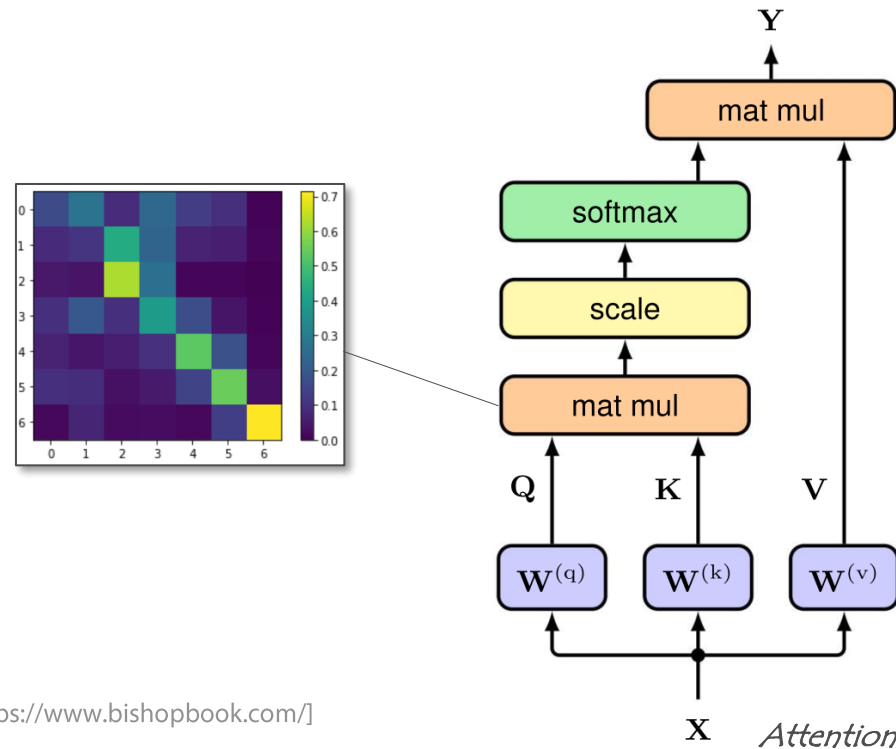 Y
mat mul
softmax
scale
mat mul
Q K V
W(q) W(k) W(v)
X
0.7
0.6
0.5
0.4
0.3
0.2
0.1
0.0
0
1
2
3
4
5
6
0 1 2 3 4 5 6
ps://www.bishopbook.com/]
Attention